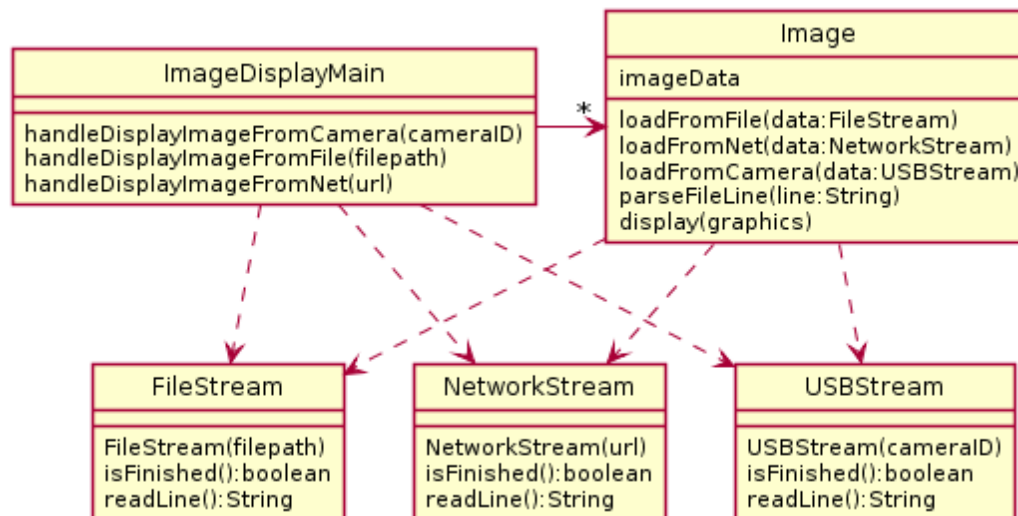 ImageDisplayMain
handleDisplayImageFromCamera(cameraID)
handleDisplayImageFromFile(filepath)
handleDisplayImageFromNet(url)
*
Image
imageData
loadFromFile(data:FileStream)
loadFromNet(data:NetworkStream)
loadFromCamera(data:USBStream)
parseFileLine(line:String)
display(graphics)
FileStream
FileStream(filepath)
isFinished():boolean
readLine():String
NetworkStream
NetworkStream(url)
isFinished():boolean
readLine():String
USBStream
USBStream(cameraID)
isFinished():boolean
readLine():String